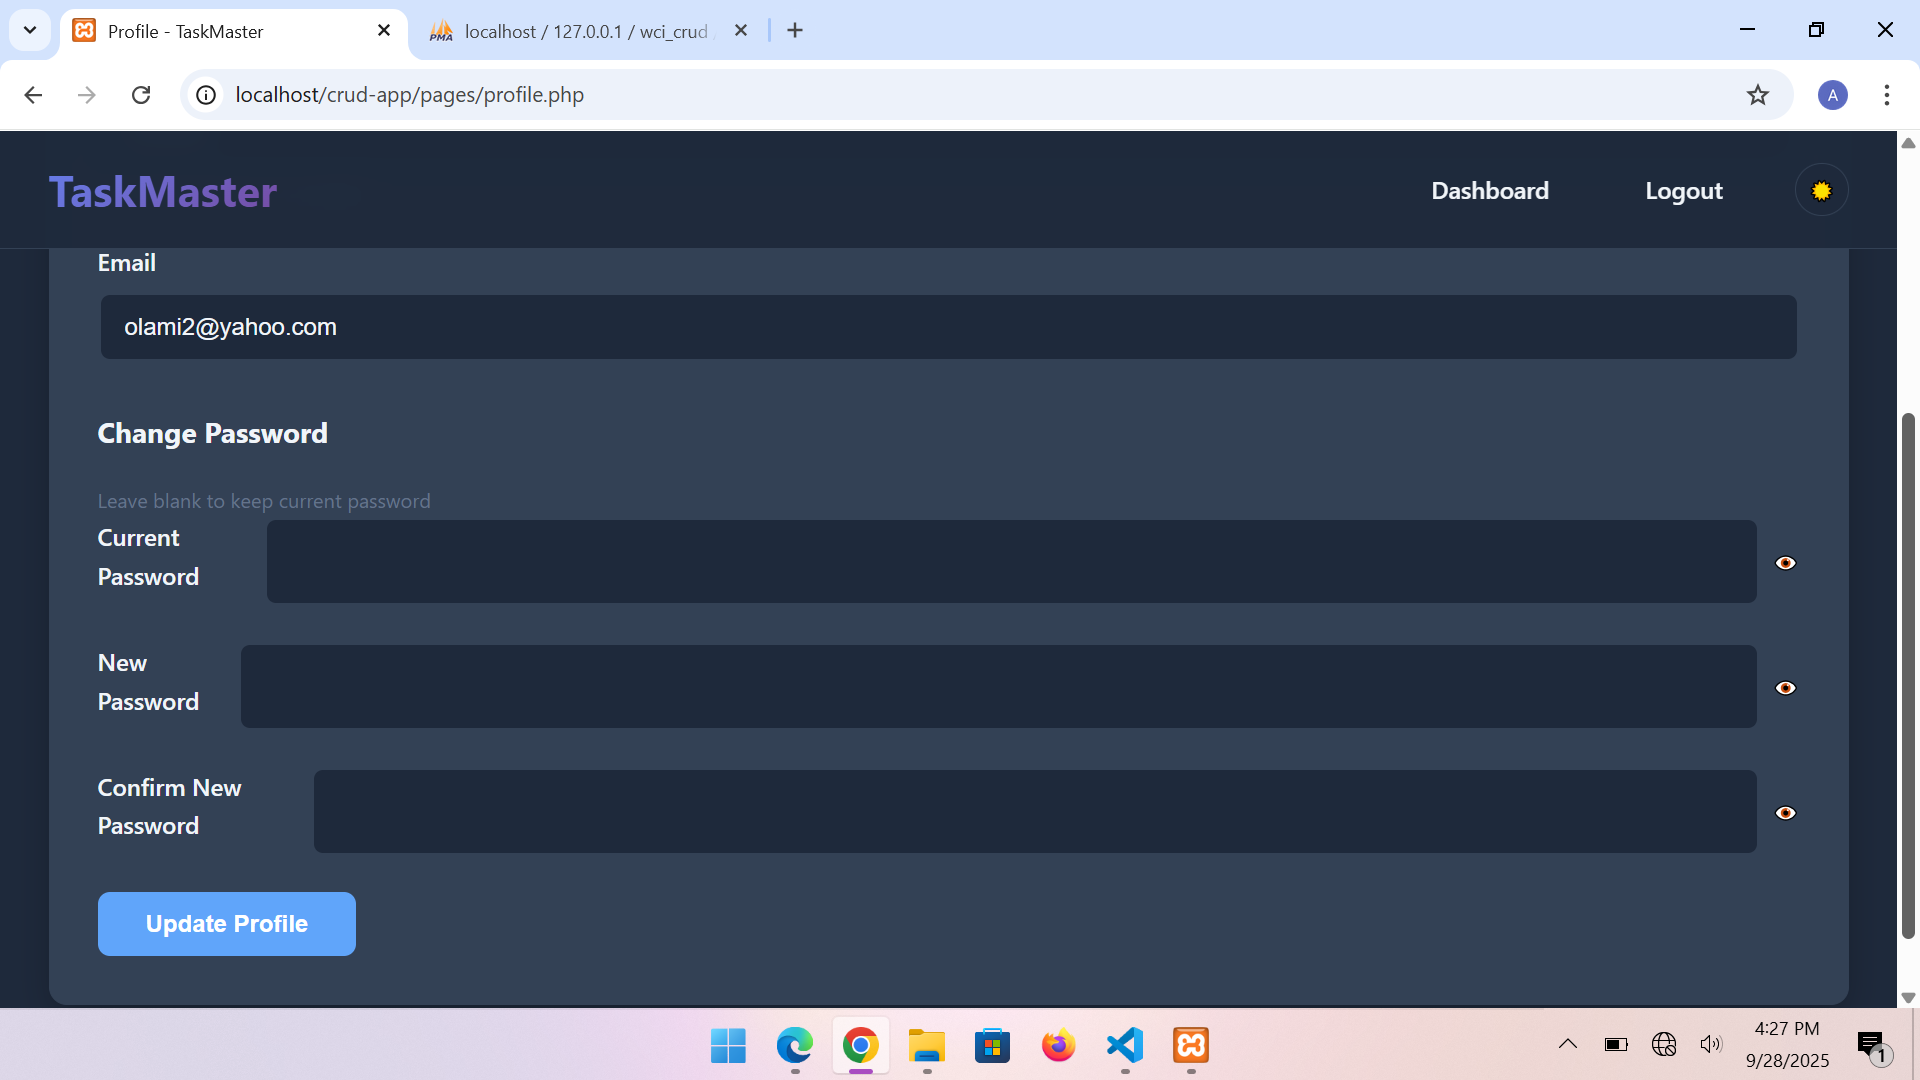 Profile - TaskMaster
localhost / 127.0.0.1 / wci_crud
localhost/crud-app/pages/profile.php
A
TaskMaster
Dashboard
Logout
Email
olami2@yahoo.com
Change Password
Leave blank to keep current password
Current
Password
New
Password
Confirm New
Password
Update Profile
PMA
4:27 PM
9/28/2025
1